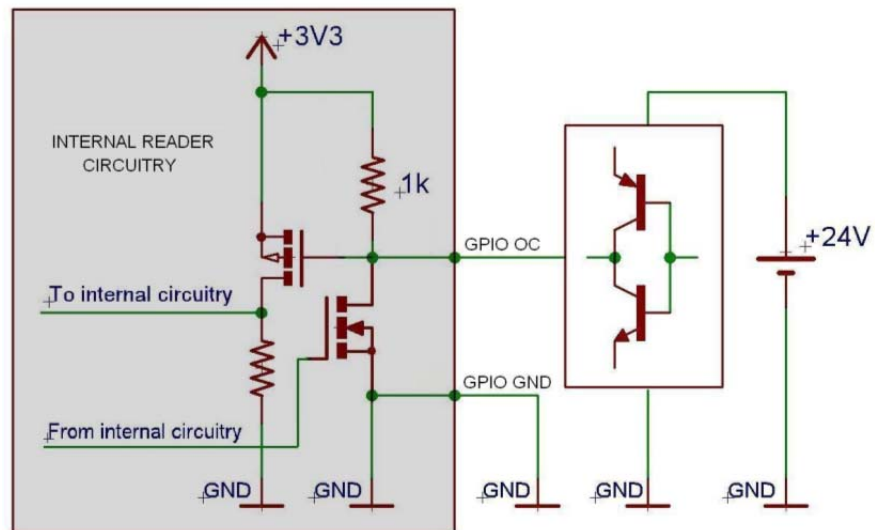 +3V3
INTERNAL READER
CIRCUITRY
1k
GPIO OC
+24V
To internal circuitry
GPIO GND
From internal circuitry
GND
GND
GND
GND
GND